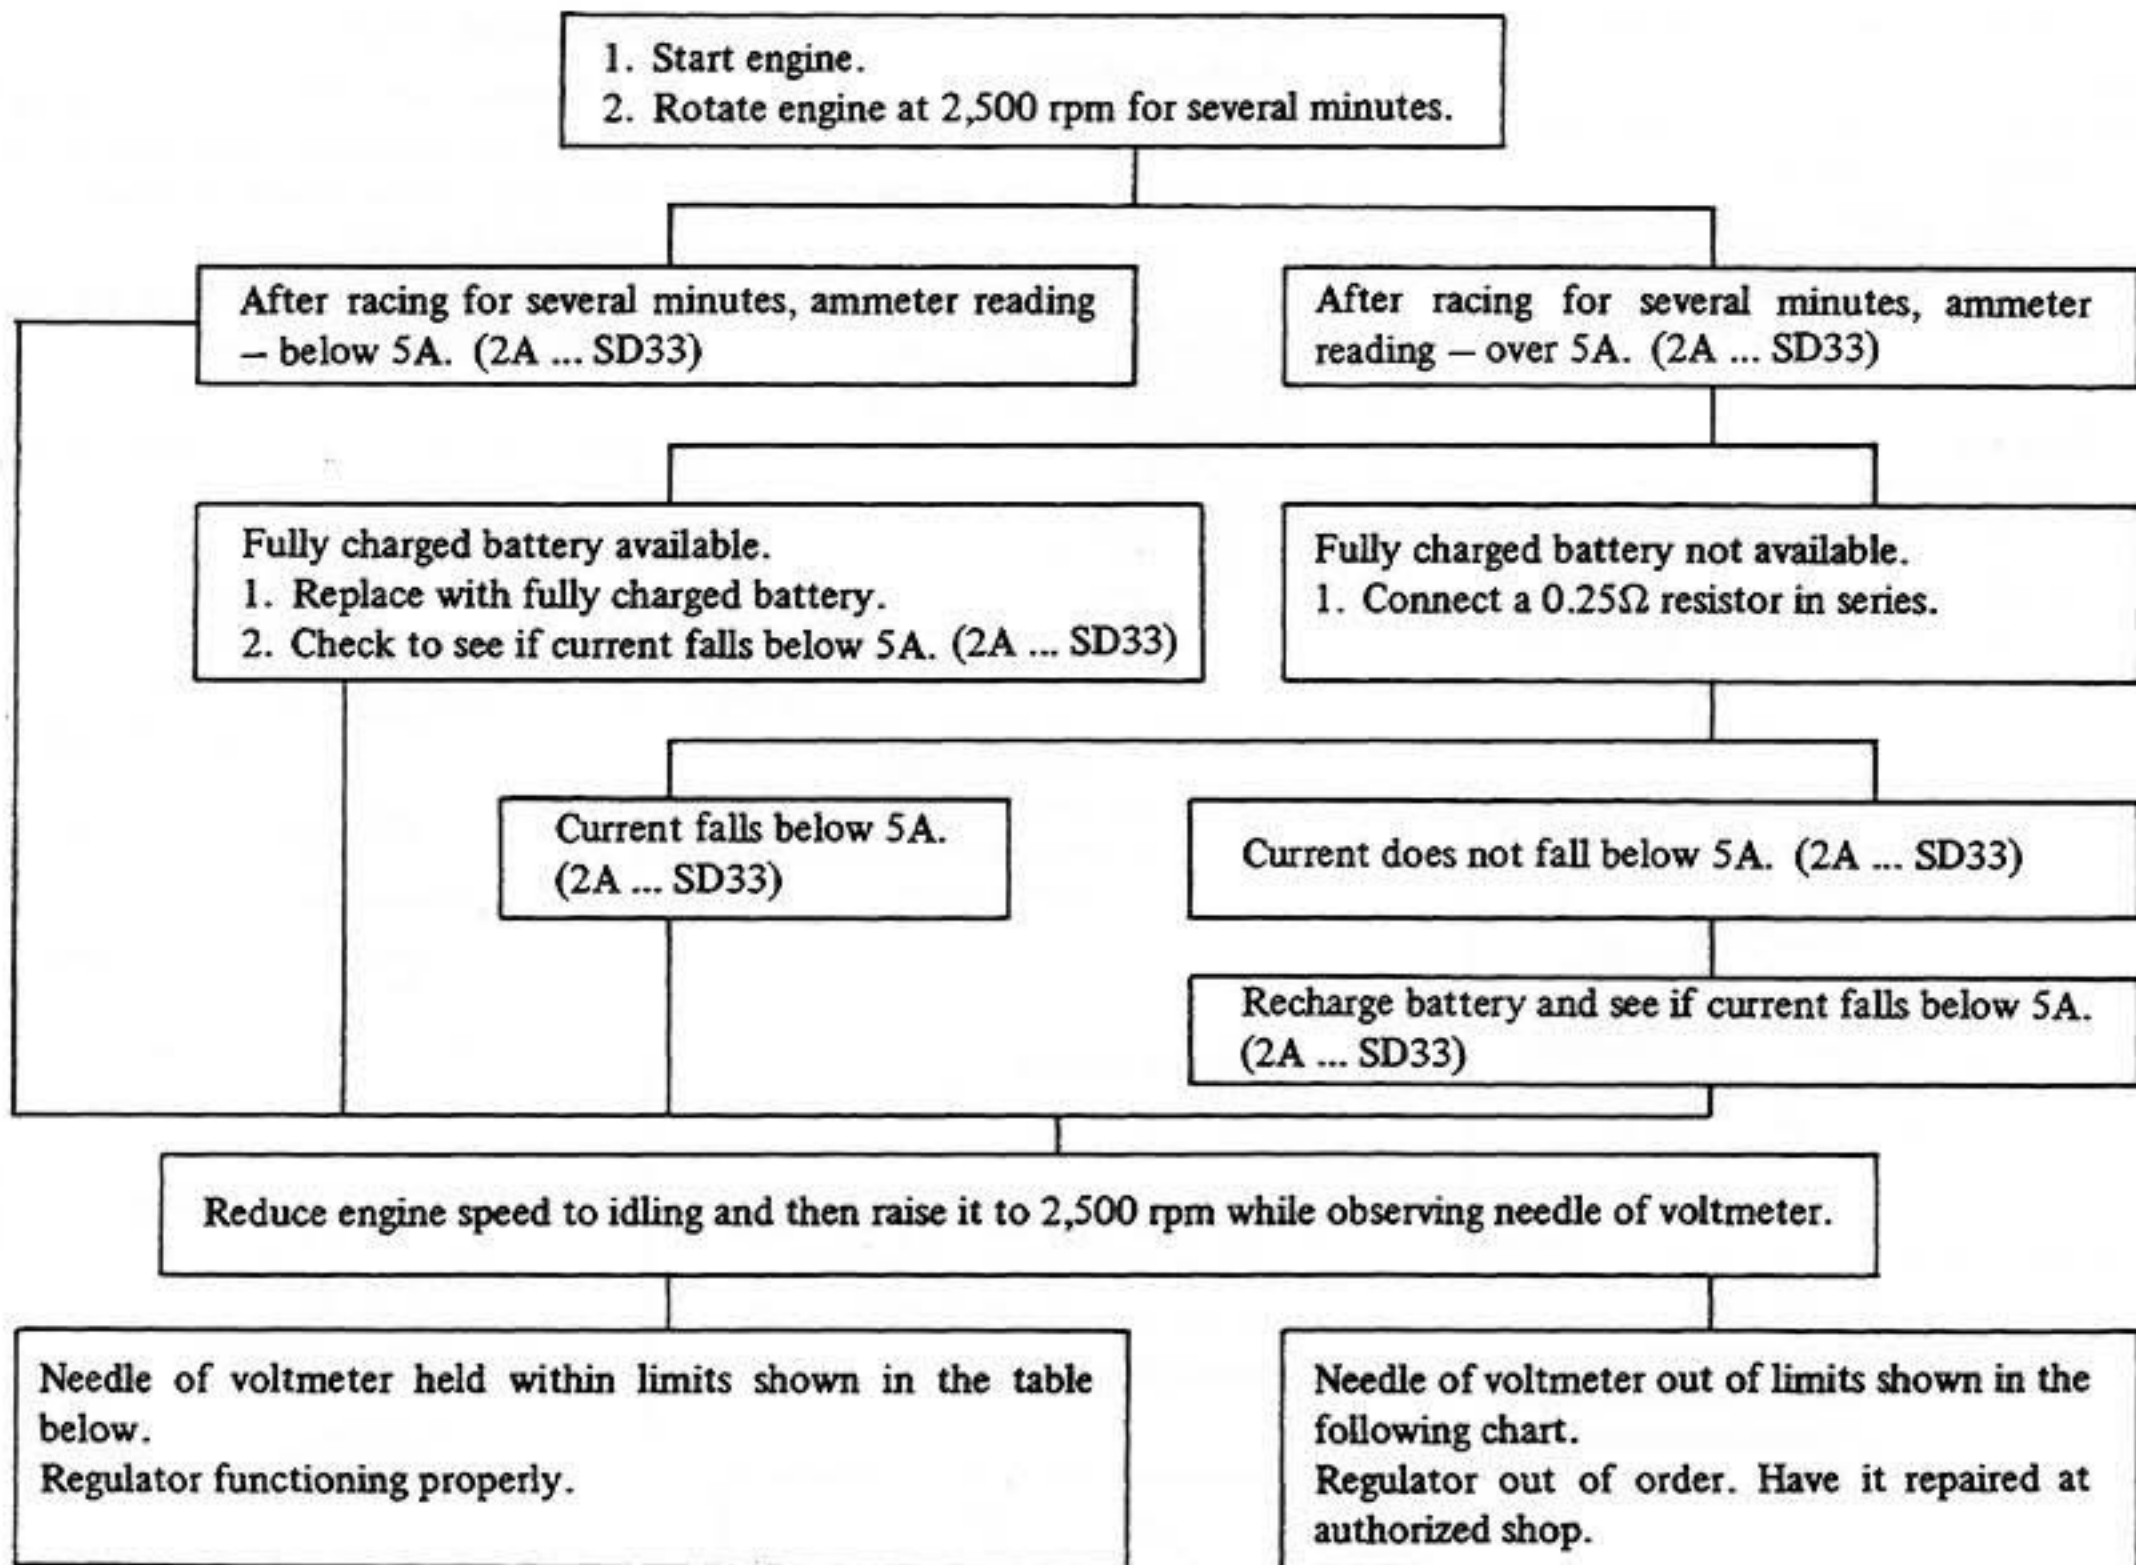 1. Start engine.
2. Rotate engine at 2,500 rpm for several minutes.
After racing for several minutes, ammeter reading
– below 5A. (2A ... SD33)
After racing for several minutes, ammeter
reading – over 5A. (2A ... SD33)
Fully charged battery available.
1. Replace with fully charged battery.
2. Check to see if current falls below 5A. (2A ... SD33)
Fully charged battery not available.
1. Connect a 0.25Ω resistor in series.
Current falls below 5A.
(2A ... SD33)
Current does not fall below 5A. (2A ... SD33)
Recharge battery and see if current falls below 5A.
(2A ... SD33)
Reduce engine speed to idling and then raise it to 2,500 rpm while observing needle of voltmeter.
Needle of voltmeter held within limits shown in the table
below.
Regulator functioning properly.
Needle of voltmeter out of limits shown in the
following chart.
Regulator out of order. Have it repaired at
authorized shop.